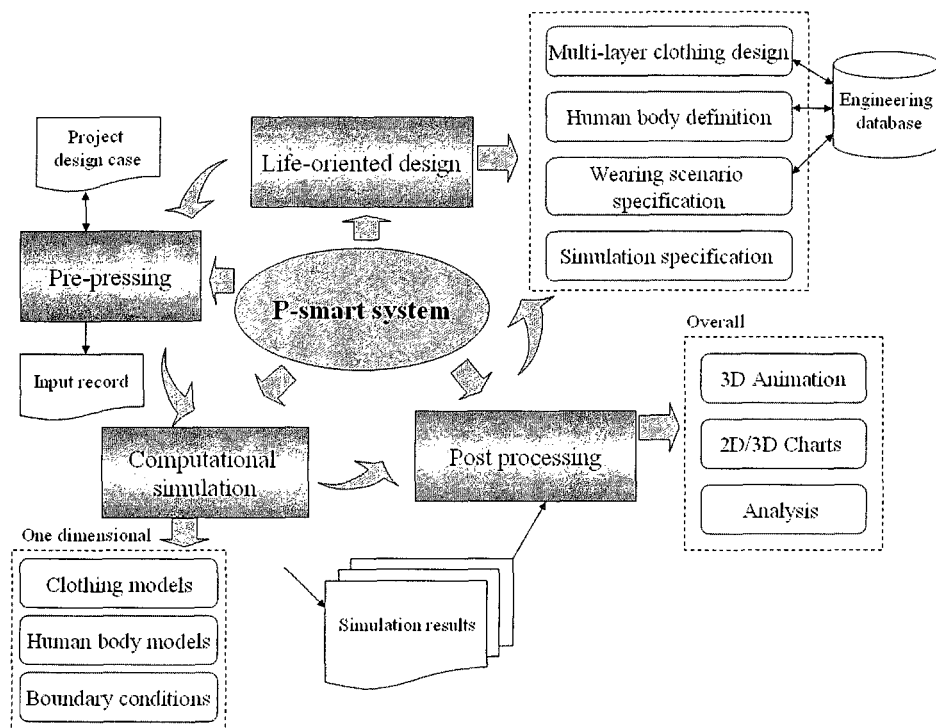 Multi-layer clothing design
Human body definition
Wearing scenario
specification
Simulation specification
Engineering
database
Project
design case
Life-oriented design
Pre-pressing
P-smart system
Input record
Overall
3D Animation
2D/3D Charts
Analysis
Computational
simulation
Post processing
One dimensional
Clothing models
Human body models
Boundary conditions
Simulation results